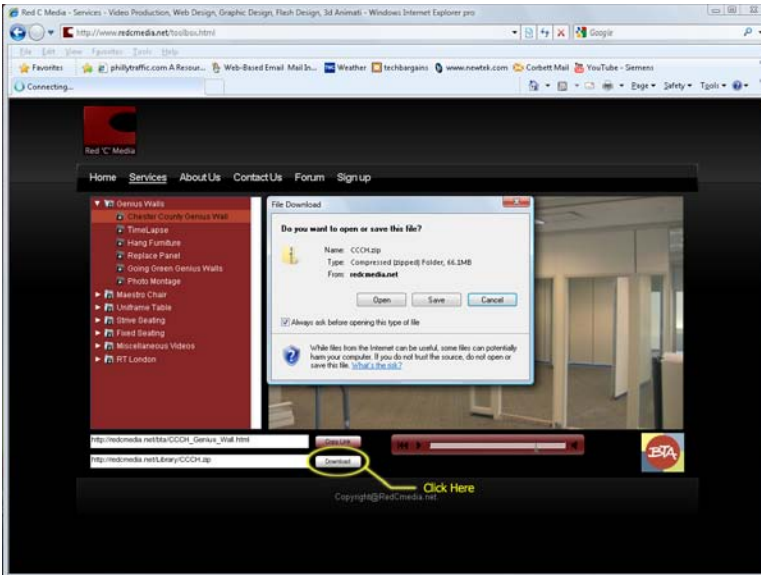 Red C Media - Services - Video Production, Web Design, Graphic Design, Flash Design, 3d Animati - Windows Internet Explorer pro
http://www.redcmedia.net/toolbox.html
Google
File Edit View Favorites Tools Help
Favorites
phillytraffic.com A Resour...
Web-Based Email Mail In...
Weather
techbargains
www.newtek.com
Corbett Mail
YouTube - Siemens
Connecting...
Page
Safety
Tools
Red 'C' Media
Home Services About Us Contact Us Forum Sign up
Genius Walls
Chester County Genius Wall
TimeLapse
Hang Furniture
Replace Panel
Going Green Genius Walls
Photo Montage
Maestro Chair
Uniframe Table
Strive Seating
Fixed Seating
Miscellaneous Videos
RT London
File Download
Do you want to open or save this file?
Name: CCCH.zip
Type: Compressed (zipped) Folder, 66.1MB
From: redcmedia.net
Open Save Cancel
Always ask before opening this type of file
While files from the Internet can be useful, some files can potentially
harm your computer. If you do not trust the source, do not open or
save this file. What's the risk?
http://redcmedia.net/bta/CCCH_Genius_Wall.html
Copy Link
http://redcmedia.net/Library/CCCH.zip
Download
BTA
Click Here
Copyright@RedCmedia.net